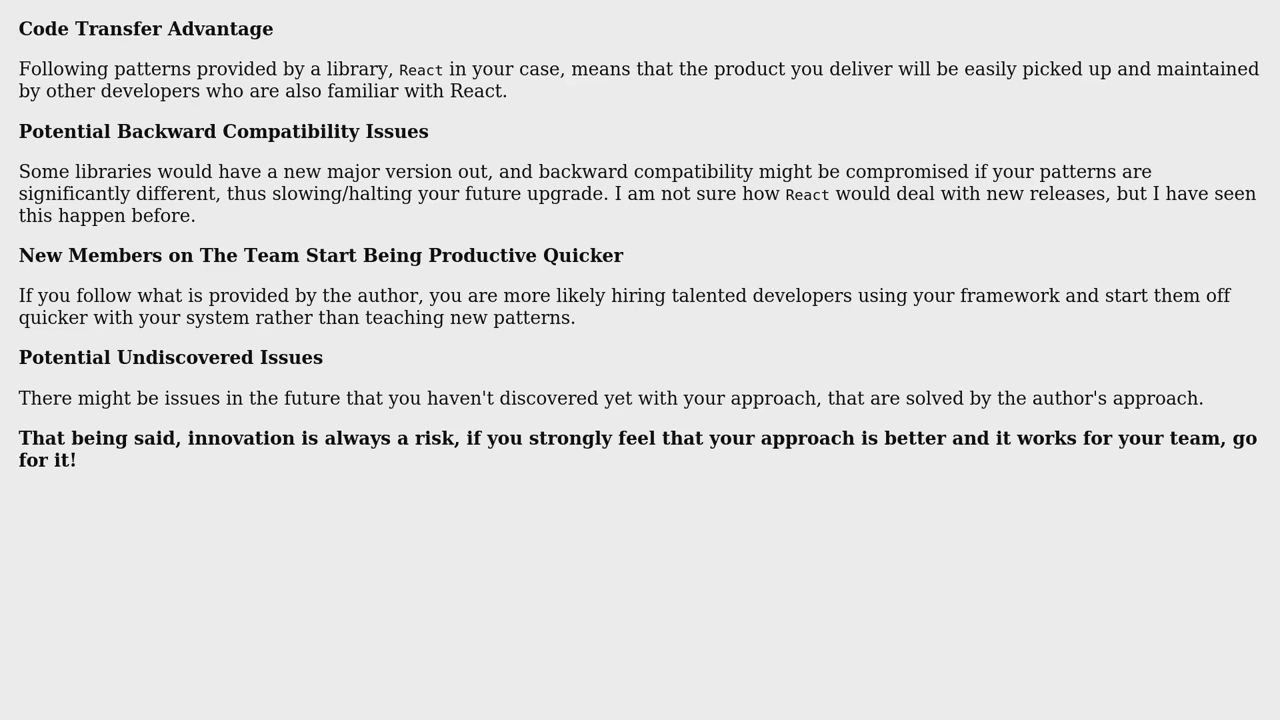 Code Transfer Advantage
Following patterns provided by a library, React in your case, means that the product you deliver will be easily picked up and maintained
by other developers who are also familiar with React.
Potential Backward Compatibility Issues
Some libraries would have a new major version out, and backward compatibility might be compromised if your patterns are
significantly different, thus slowing/halting your future upgrade. I am not sure how React would deal with new releases, but I have seen
this happen before.
New Members on The Team Start Being Productive Quicker
If you follow what is provided by the author, you are more likely hiring talented developers using your framework and start them off
quicker with your system rather than teaching new patterns.
Potential Undiscovered Issues
There might be issues in the future that you haven't discovered yet with your approach, that are solved by the author's approach.
That being said, innovation is always a risk, if you strongly feel that your approach is better and it works for your team, go
for it!